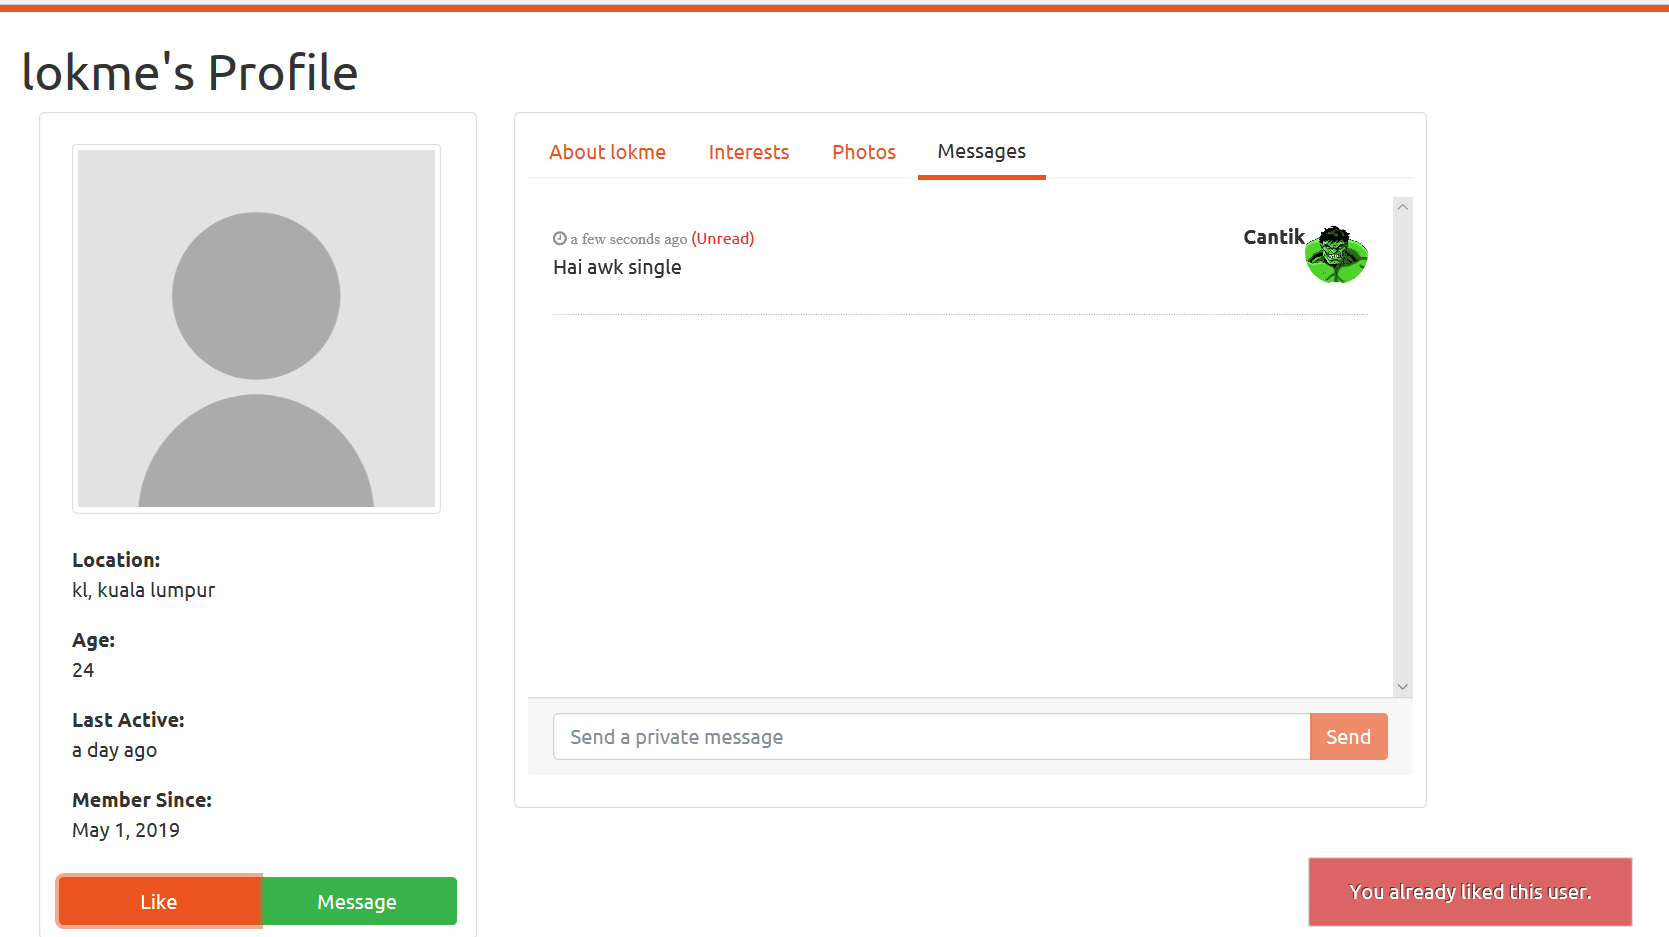 lokme's Profile
Location:
kl, kuala lumpur
Age:
24
Last Active:
a day ago
Member Since:
May 1, 2019
Like
Message
About lokme
Interests
Photos
Messages
a few seconds ago (Unread)
Cantik
Hai awk single
Send a private message
Send
You already liked this user.